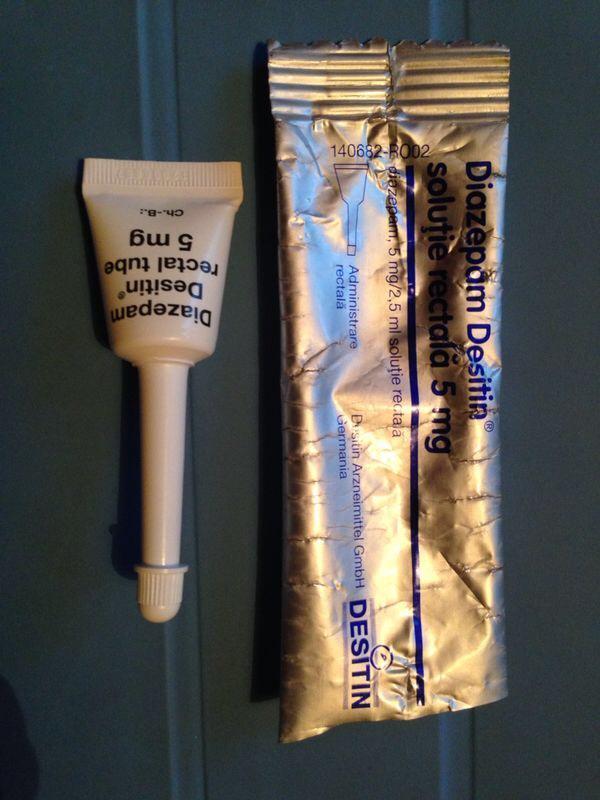 Diazepam
Desitin®
rectal tube
5 mg
Ch.-B.:
140682-RO02
Diazepam Desitin®
soluție rectală 5 mg
diazepam, 5 mg/2,5 ml soluție rectală
Administrare
rectală
Desitin Arzneimittel GmbH
Germania
DESITIN